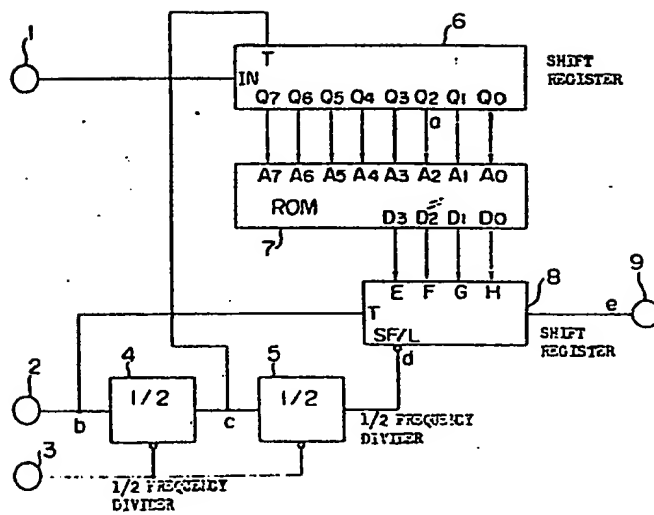 1
6
T
IN
SHIFT
REGISTER
Q7 Q6 Q5 Q4 Q3 Q2 Q1 Q0
a
A7 A6 A5 A4 A3 A2 A1 A0
ROM
D3 D2 D1 D0
7
8
9
E F G H
T
e
SF/L
SHIFT
REGISTER
d
2
4
5
1/2
1/2
b
c
1/2 FREQUENCY
DIVIDER
3
1/2 FREQUENCY
DIVIDER